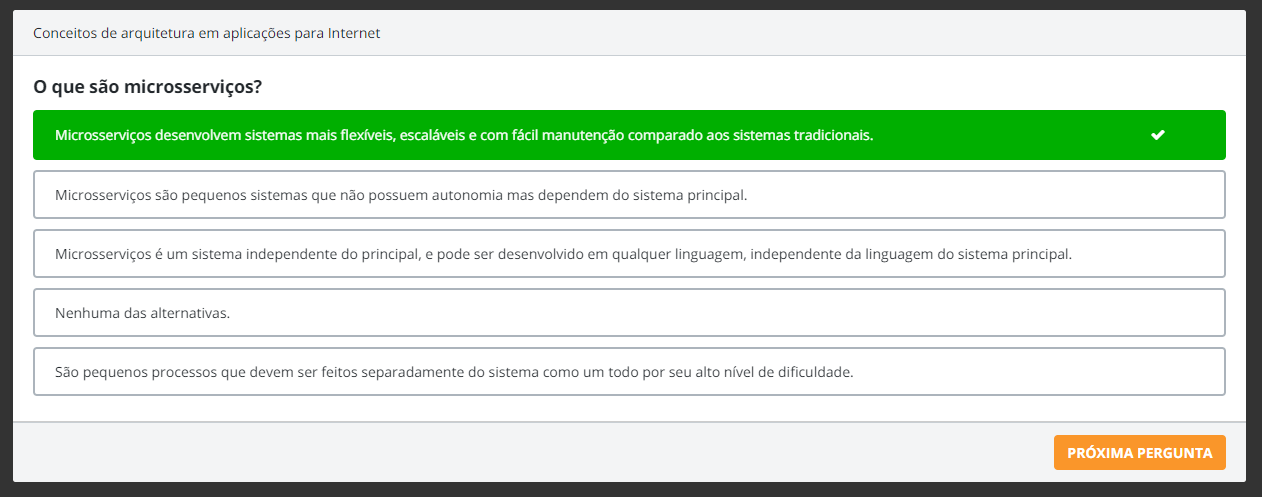 Conceitos de arquitetura em aplicações para Internet
O que são microsserviços?
Microsserviços desenvolvem sistemas mais flexíveis, escaláveis e com fácil manutenção comparado aos sistemas tradicionais.
Microsserviços são pequenos sistemas que não possuem autonomia mas dependem do sistema principal.
Microsserviços é um sistema independente do principal, e pode ser desenvolvido em qualquer linguagem, independente da linguagem do sistema principal.
Nenhuma das alternativas.
São pequenos processos que devem ser feitos separadamente do sistema como um todo por seu alto nível de dificuldade.
PRÓXIMA PERGUNTA